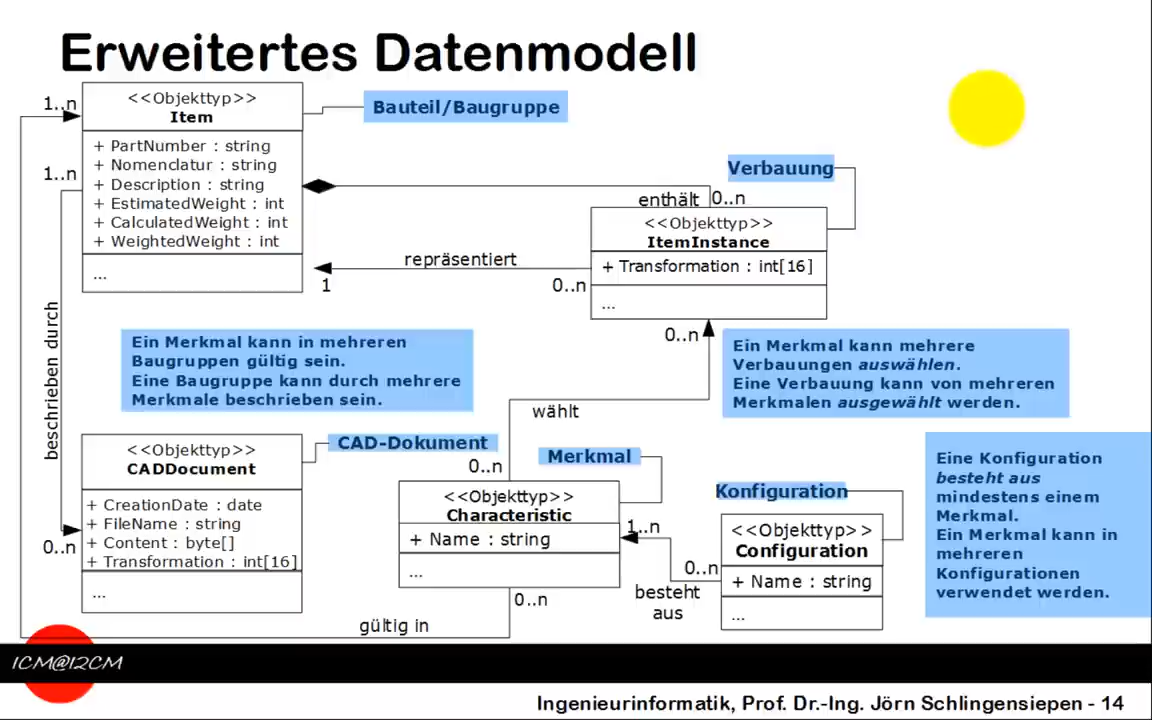 Erweitertes Datenmodell
1..n
<<Objekttyp>>
Item
Bauteil/Baugruppe
+ PartNumber : string
+ Nomenclatur : string
+ Description : string
+ EstimatedWeight : int
+ CalculatedWeight : int
+ WeightedWeight : int
...
1..n
Verbauung
enthält
0..n
<<Objekttyp>>
ItemInstance
+ Transformation : int[16]
...
repräsentiert
1
0..n
beschrieben durch
Ein Merkmal kann in mehreren
Baugruppen gültig sein.
Eine Baugruppe kann durch mehrere
Merkmale beschrieben sein.
0..n
Ein Merkmal kann mehrere
Verbauungen auswählen.
Eine Verbauung kann von mehreren
Merkmalen ausgewählt werden.
wählt
<<Objekttyp>>
CADDocument
CAD-Dokument
+ CreationDate : date
+ FileName : string
+ Content : byte[]
+ Transformation : int[16]
...
0..n
0..n
Merkmal
<<Objekttyp>>
Characteristic
+ Name : string
...
1..n
0..n
besteht
aus
Konfiguration
<<Objekttyp>>
Configuration
+ Name : string
...
Eine Konfiguration
besteht aus
mindestens einem
Merkmal.
Ein Merkmal kann in
mehreren
Konfigurationen
verwendet werden.
0..n
gültig in
1CM@12CM
Ingenieurinformatik, Prof. Dr.-Ing. Jörn Schlingensiepen - 14